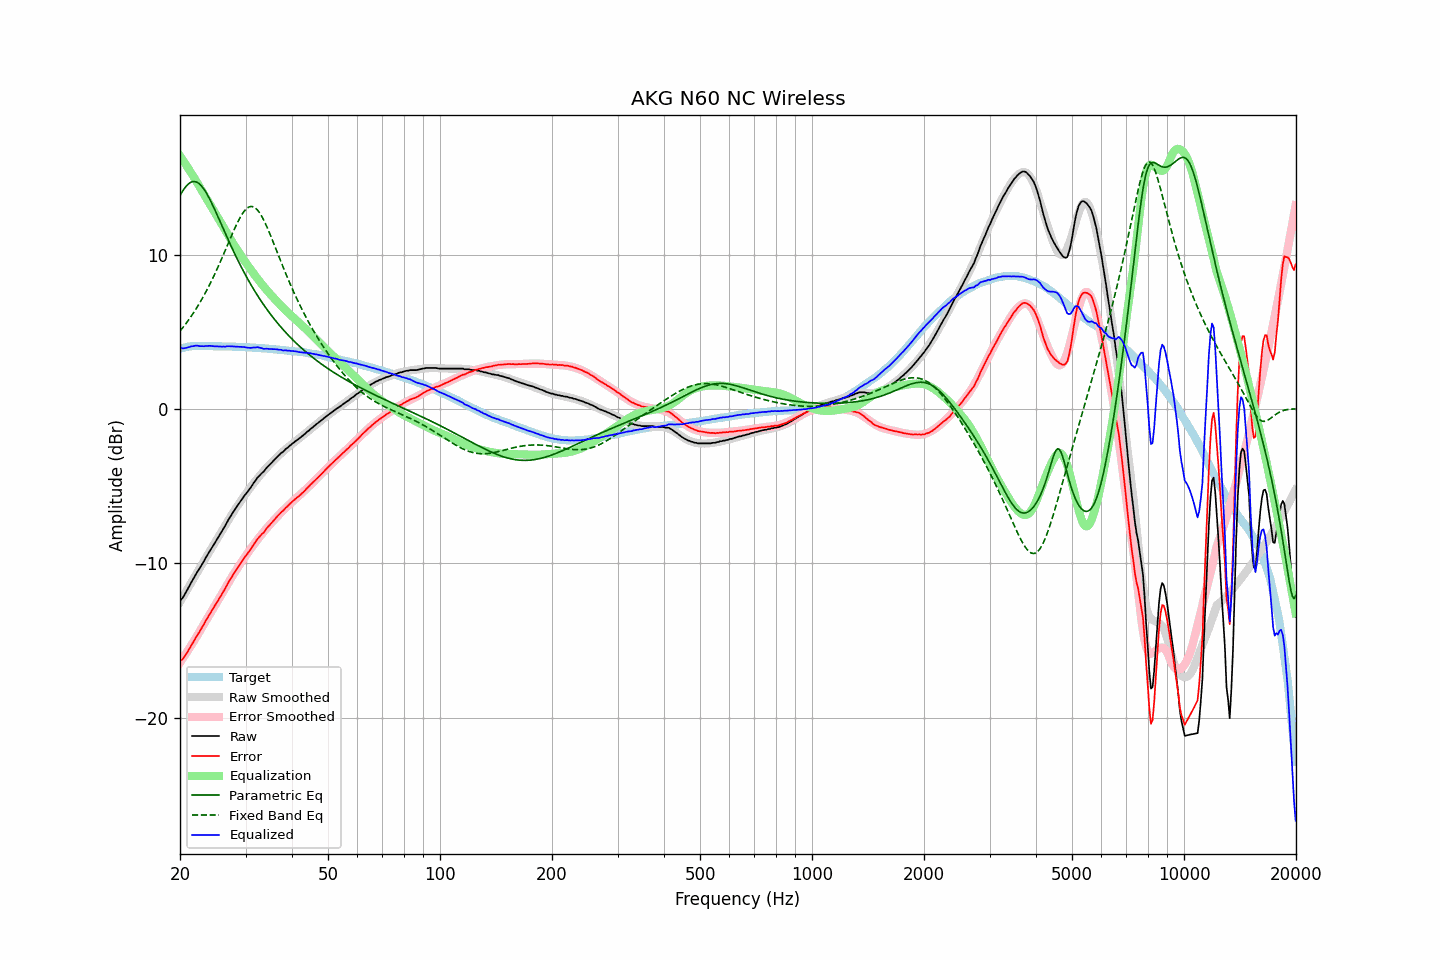 AKG N60 NC Wireless
Amplitude (dBr)
10
0
−10
−20
Target
Raw Smoothed
Error Smoothed
Raw
Error
Equalization
Parametric Eq
Fixed Band Eq
Equalized
20 50 100 200 500 1000 2000 5000 10000 20000
Frequency (Hz)